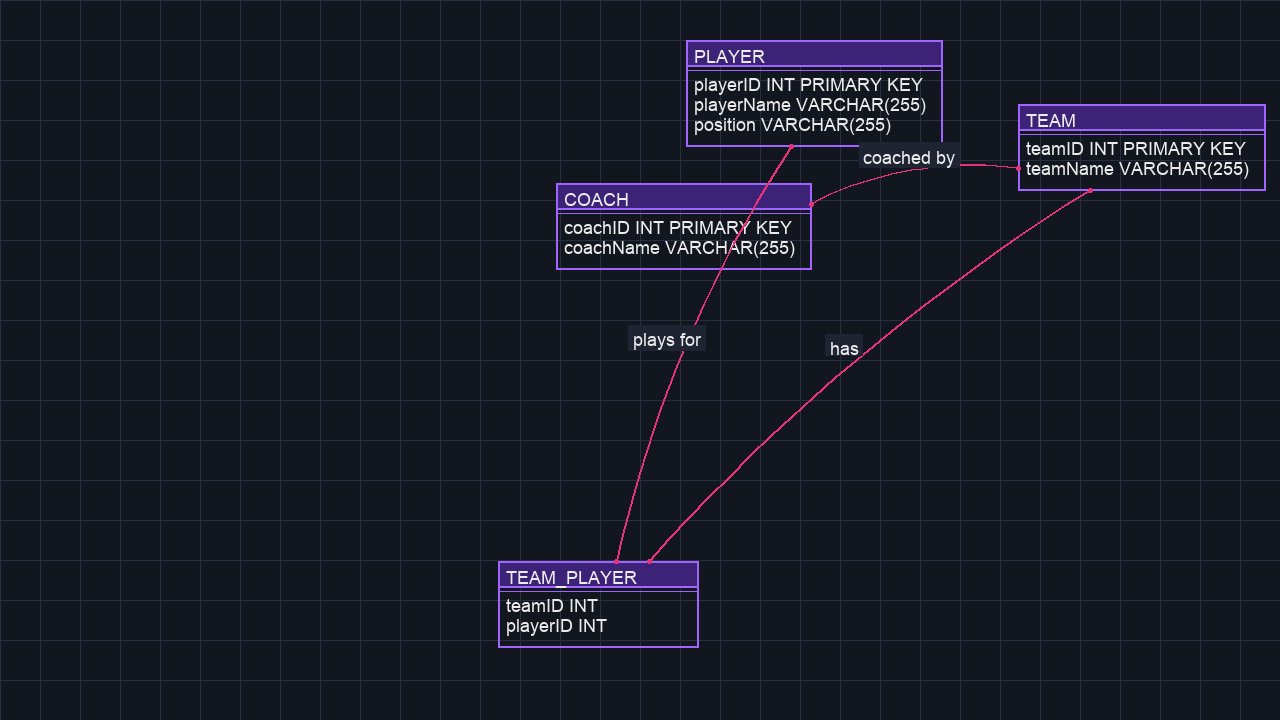 PLAYER
playerID INT PRIMARY KEY
playerName VARCHAR(255)
position VARCHAR(255)
TEAM
teamID INT PRIMARY KEY
teamName VARCHAR(255)
coached by
COACH
coachID INT PRIMARY KEY
coachName VARCHAR(255)
plays for
has
TEAM_PLAYER
teamID INT
playerID INT